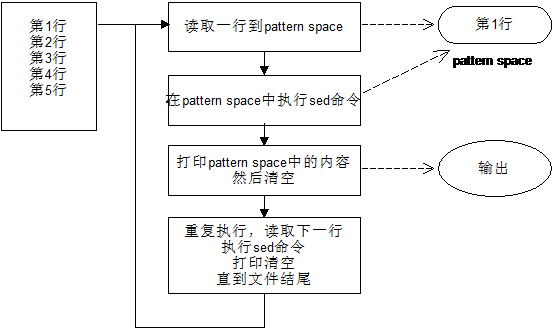 第1行
第2行
第3行
第4行
第5行
读取一行到pattern space
第1行
pattern space
在pattern space中执行sed命令
打印pattern space中的内容
然后清空
输出
重复执行，读取下一行
执行sed命令
打印清空
直到文件结尾